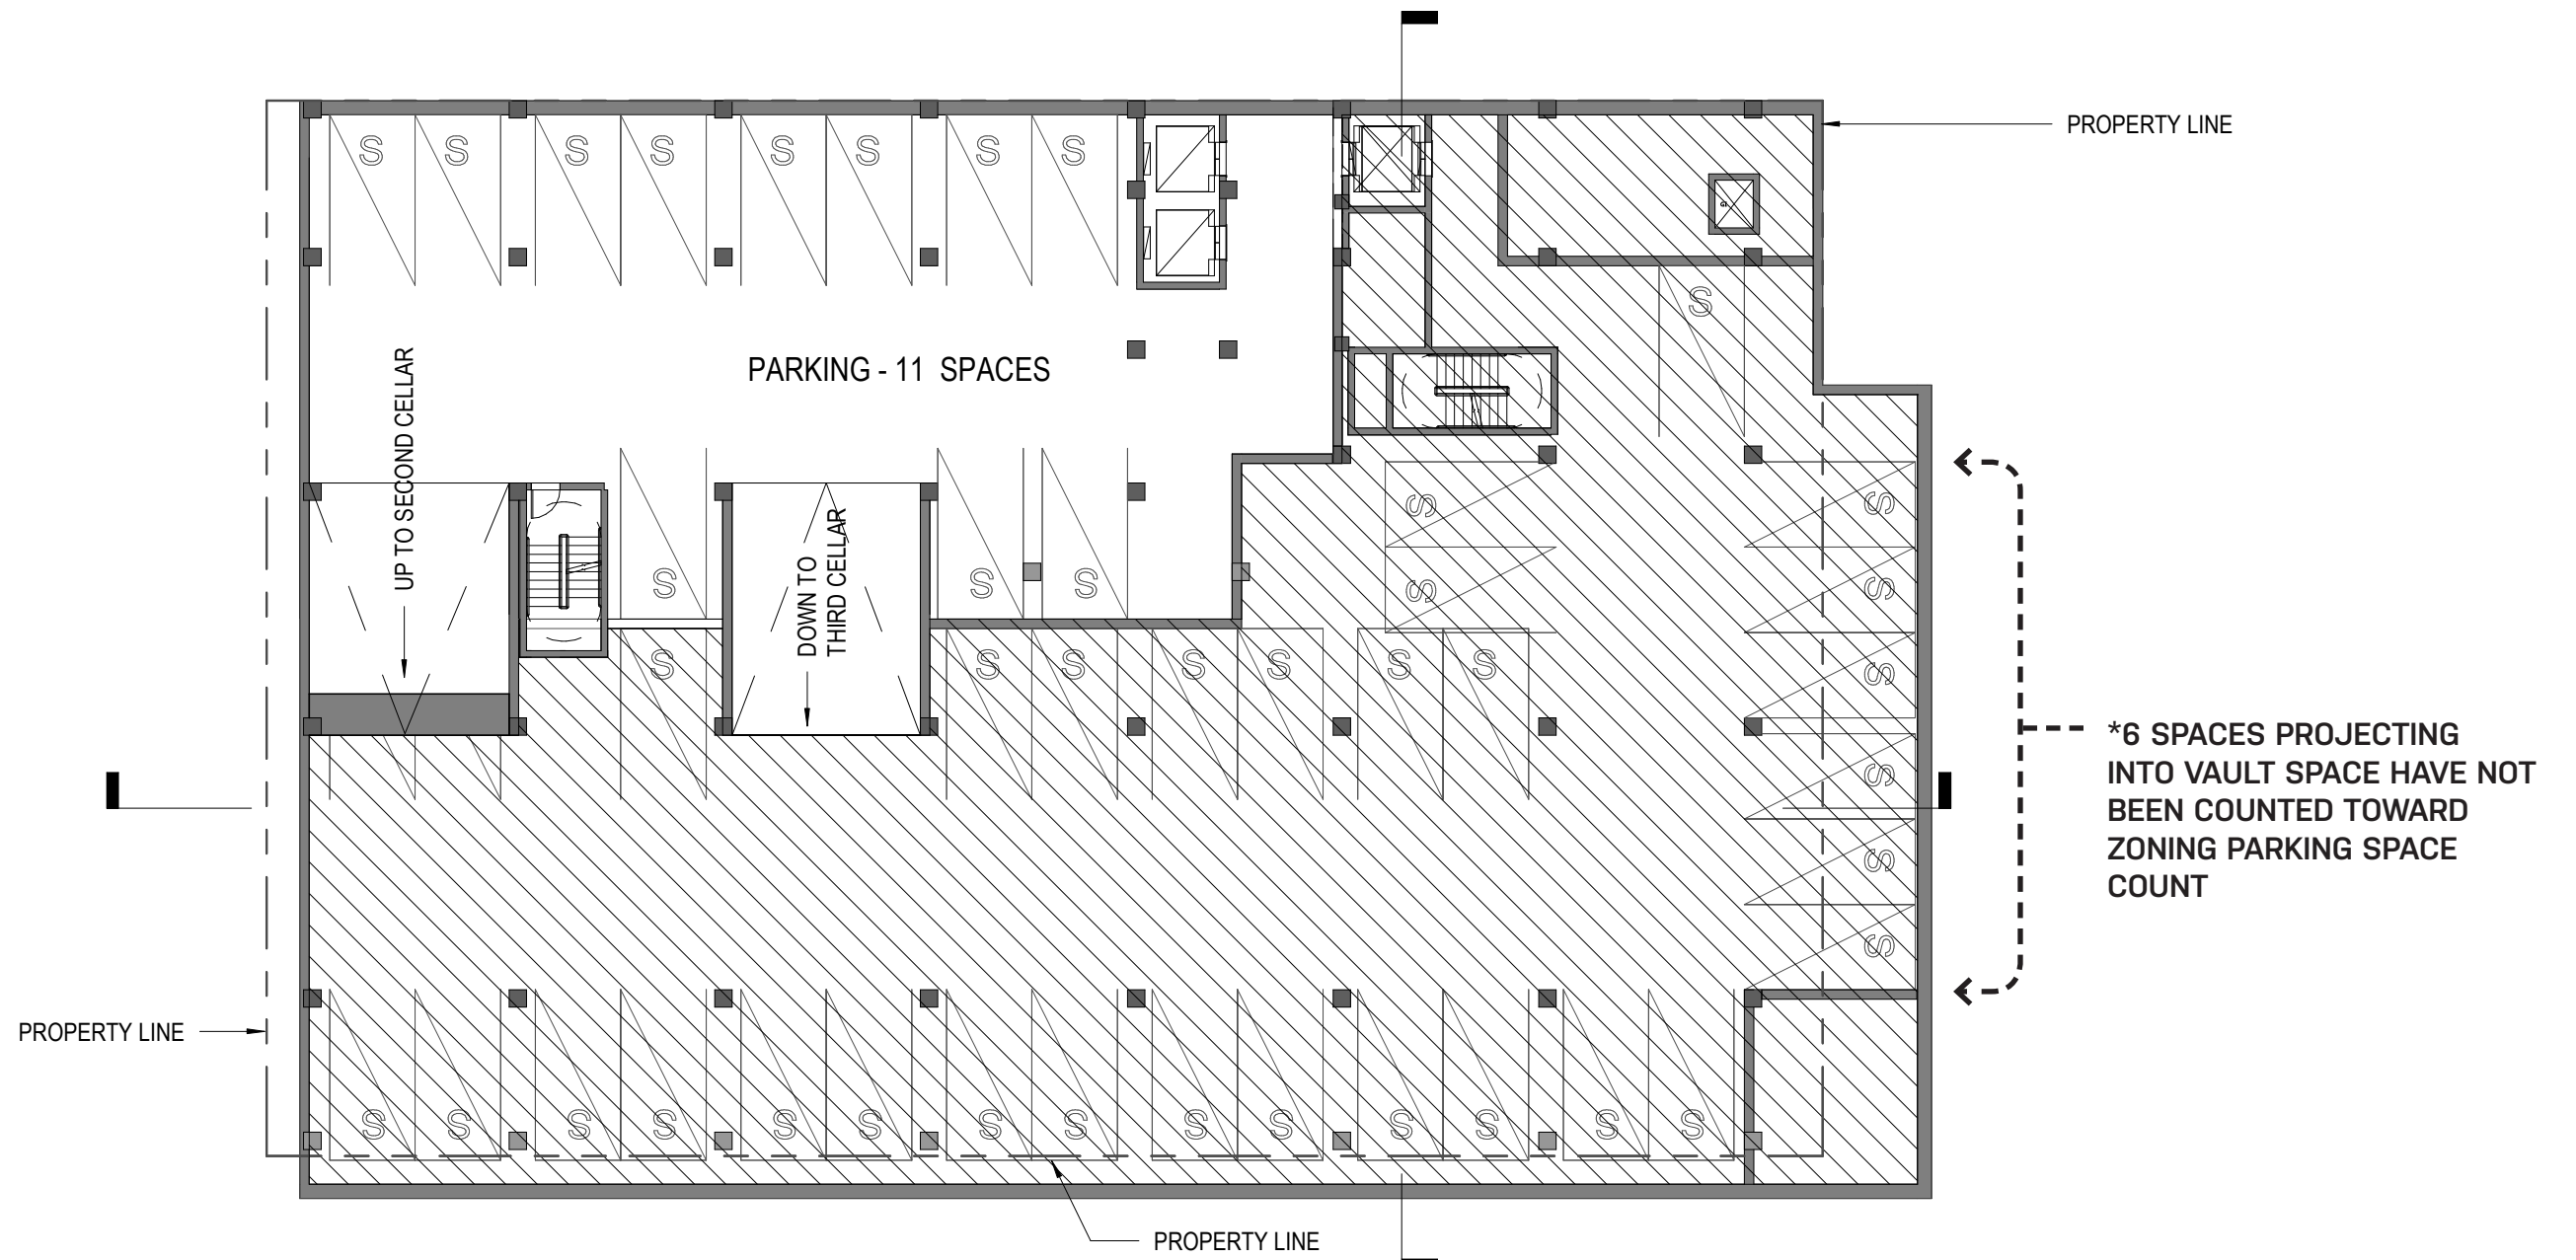 PROPERTY LINE
S S S S S S S S
S
PARKING - 11 SPACES
UP TO SECOND CELLAR
DOWN TO
THIRD CELLAR
S S S
S S
S S S S S S S
S S S S S S
*6 SPACES PROJECTING
INTO VAULT SPACE HAVE NOT
BEEN COUNTED TOWARD
ZONING PARKING SPACE
COUNT
PROPERTY LINE
S S S S S S S S S S S S S S
PROPERTY LINE